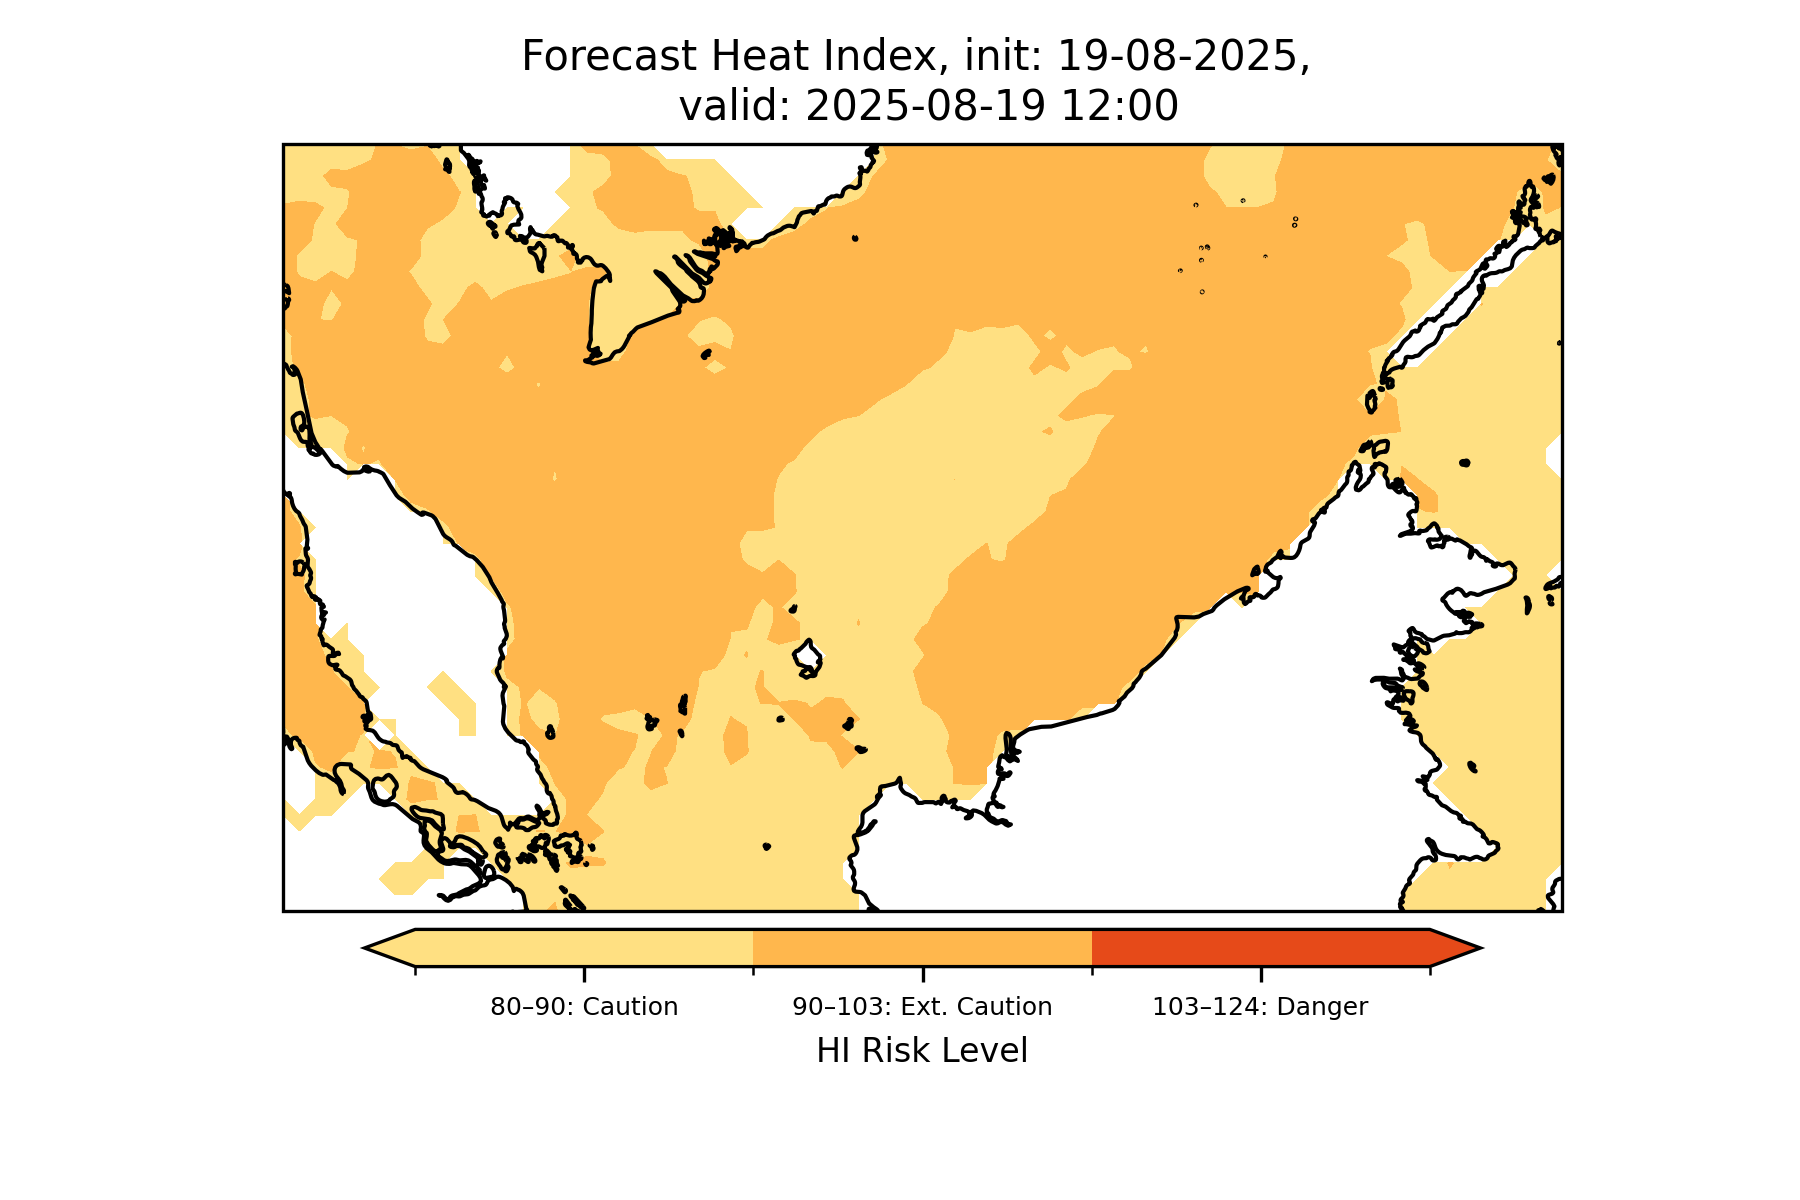 Forecast Heat Index, init: 19-08-2025,
valid: 2025-08-19 12:00
80–90: Caution
90–103: Ext. Caution
103–124: Danger
HI Risk Level